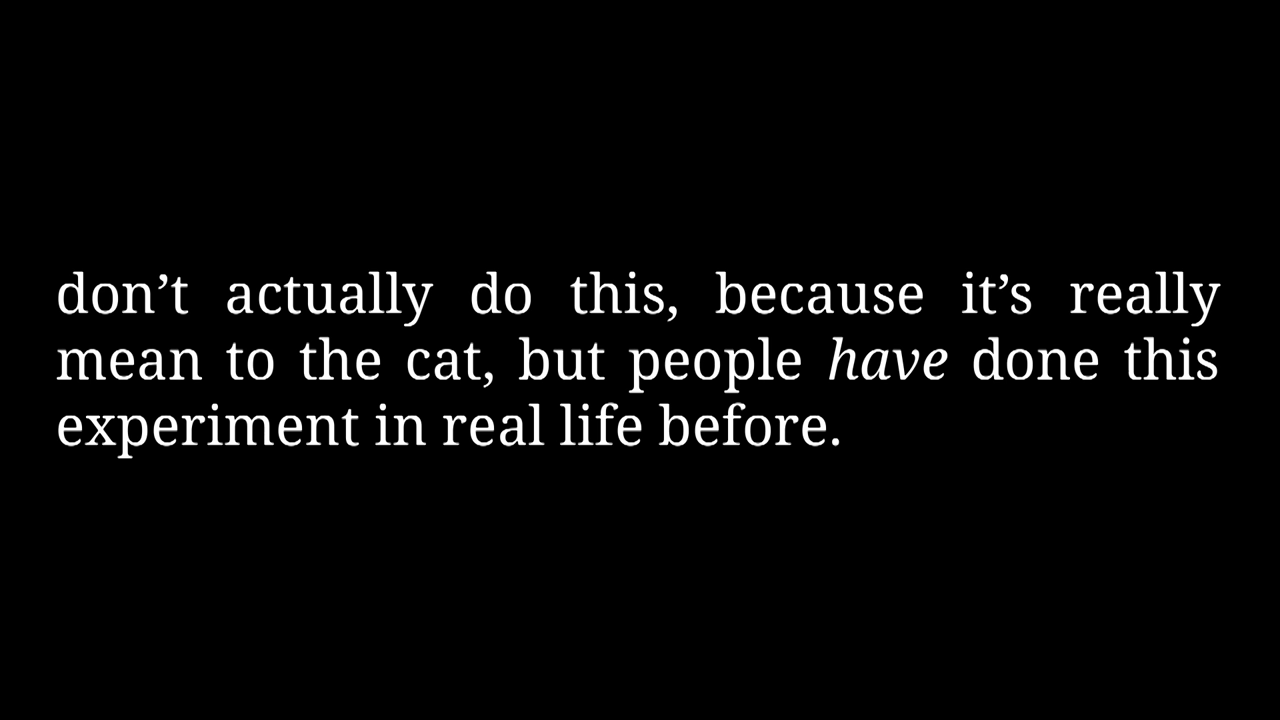 don’t actually do this, because it’s really
mean to the cat, but people have done this
experiment in real life before.